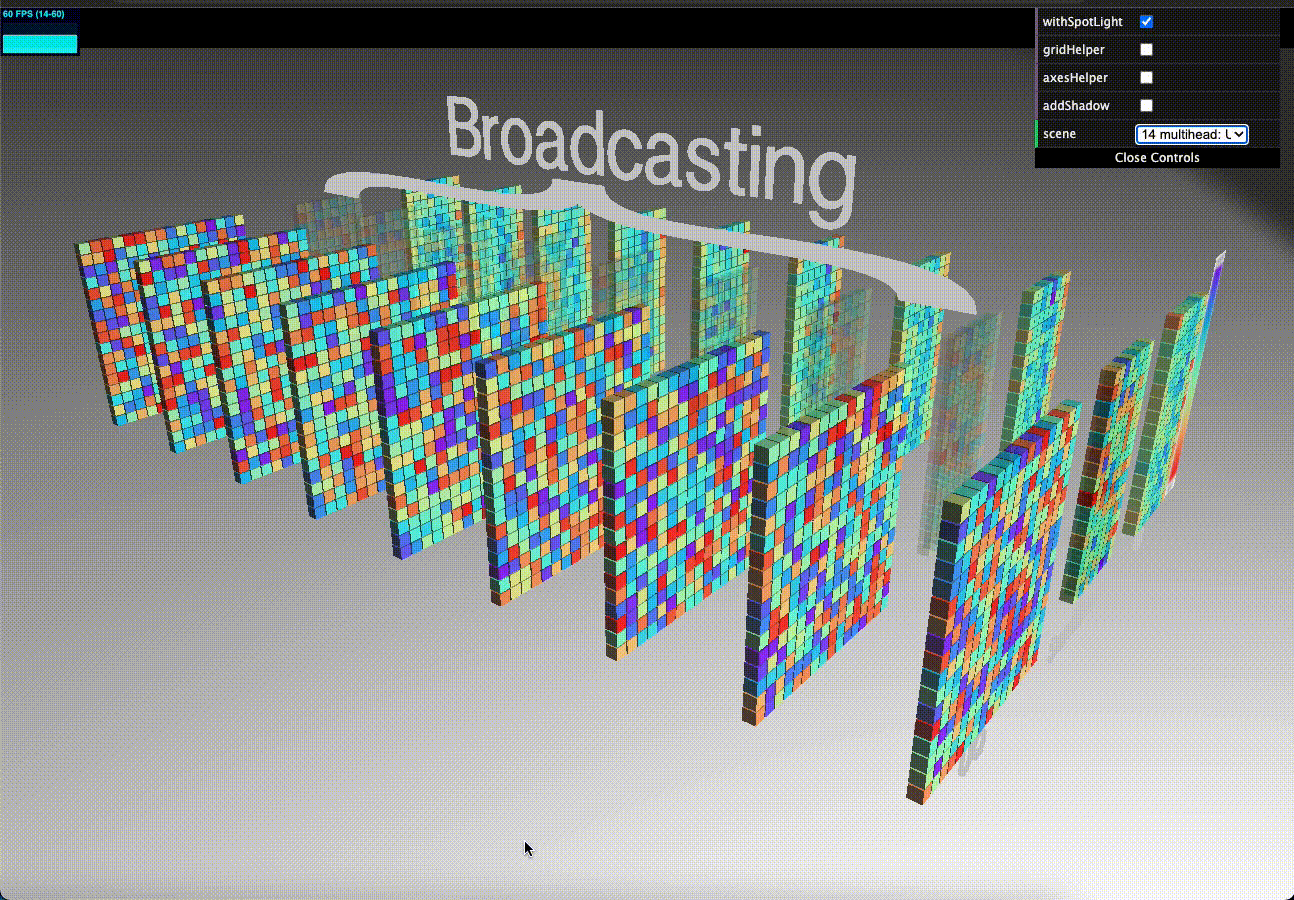 60 FPS (14-60)
withSpotLight
gridHelper
axesHelper
addShadow
scene 14 multihead: U
Close Controls
Broadcasting